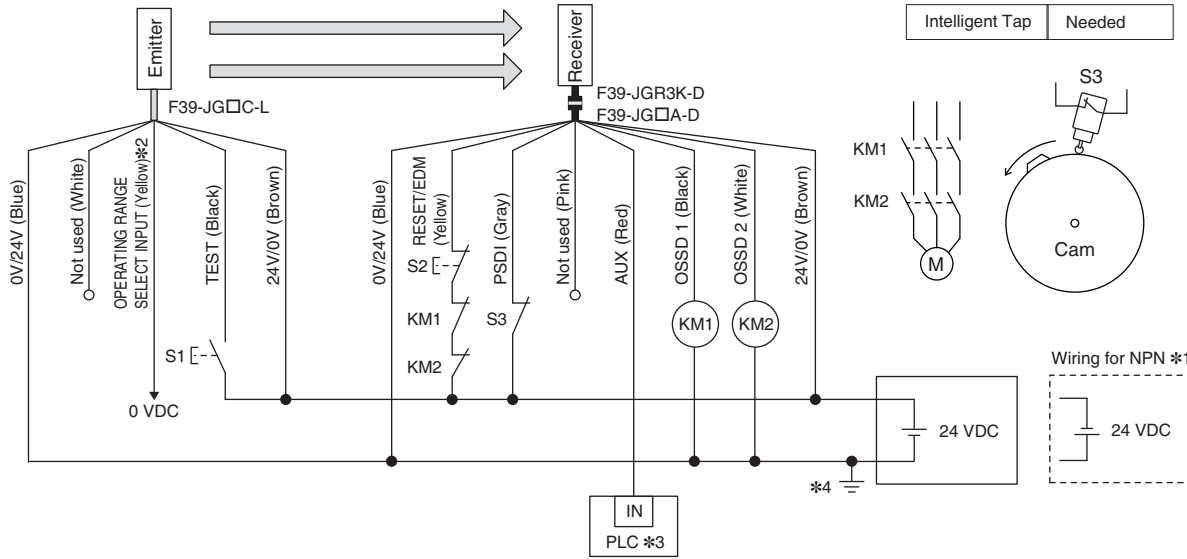 Emitter
Receiver
Intelligent Tap Needed
F39-JG□C-L
F39-JGR3K-D
F39-JG□A-D
0V/24V (Blue)
Not used (White)
OPERATING RANGE
SELECT INPUT (Yellow)✻2
TEST (Black)
24V/0V (Brown)
0V/24V (Blue)
RESET/EDM
(Yellow)
PSDI (Gray)
Not used (Pink)
AUX (Red)
OSSD 1 (Black)
OSSD 2 (White)
24V/0V (Brown)
S3
KM1
KM2
M
Cam
S1
0 VDC
S2
KM1
KM2
S3
KM1
KM2
24 VDC
✻4
IN
PLC ✻3
Wiring for NPN ✻1
24 VDC